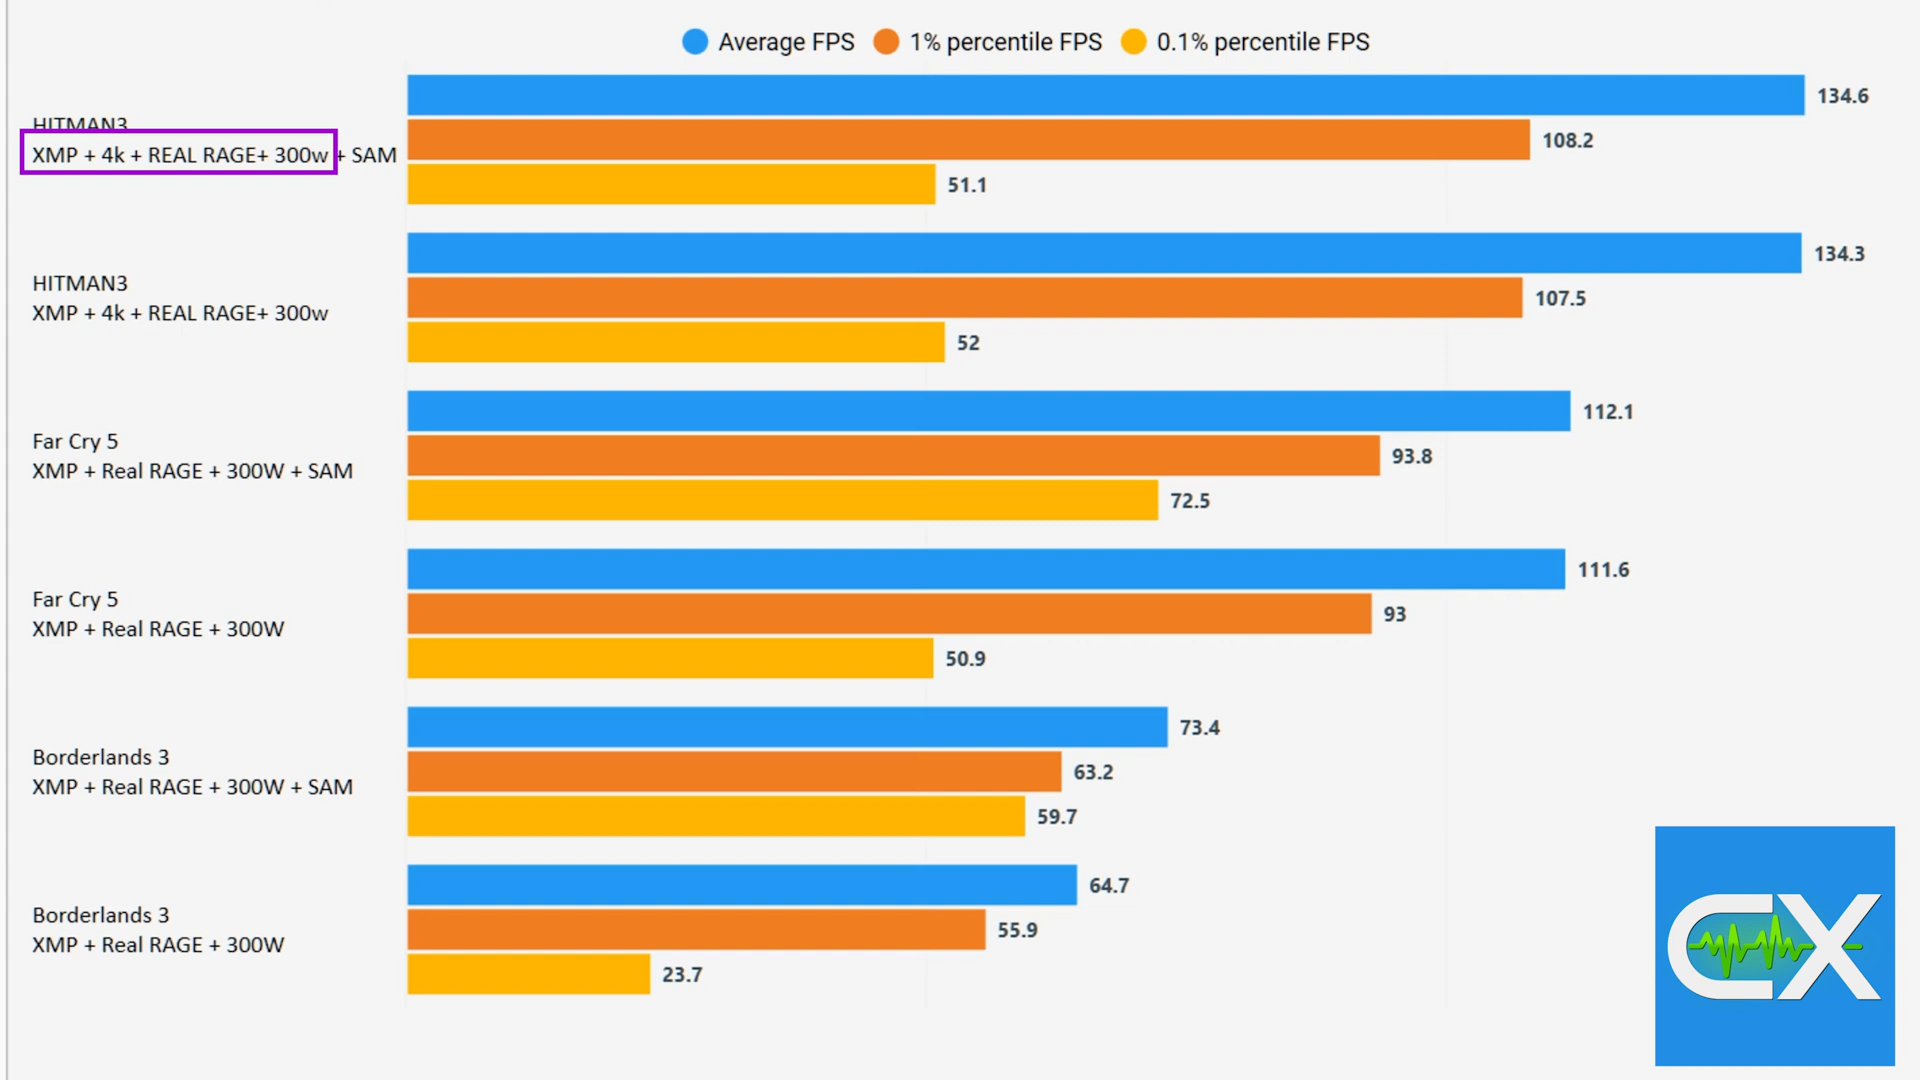 Average FPS 1% percentile FPS 0.1% percentile FPS
HITMAN3
XMP + 4k + REAL RAGE+ 300w + SAM
134.6
108.2
51.1
HITMAN3
XMP + 4k + REAL RAGE+ 300w
134.3
107.5
52
Far Cry 5
XMP + Real RAGE + 300W + SAM
112.1
93.8
72.5
Far Cry 5
XMP + Real RAGE + 300W
111.6
93
50.9
Borderlands 3
XMP + Real RAGE + 300W + SAM
73.4
63.2
59.7
Borderlands 3
XMP + Real RAGE + 300W
64.7
55.9
23.7
CX